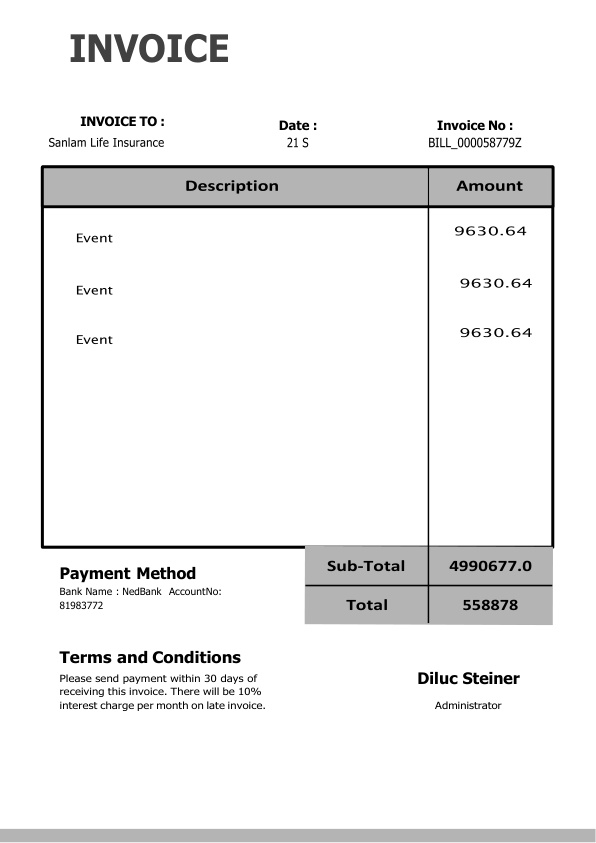 INVOICE
INVOICE TO :
Sanlam Life Insurance
Date :
21 S
Invoice No :
BILL_000058779Z
Description Amount
Event 9630.64
Event 9630.64
Event 9630.64
Sub-Total 4990677.0
Total 558878
Payment Method
Bank Name : NedBank AccountNo:
81983772
Terms and Conditions
Please send payment within 30 days of
receiving this invoice. There will be 10%
interest charge per month on late invoice.
Diluc Steiner
Administrator